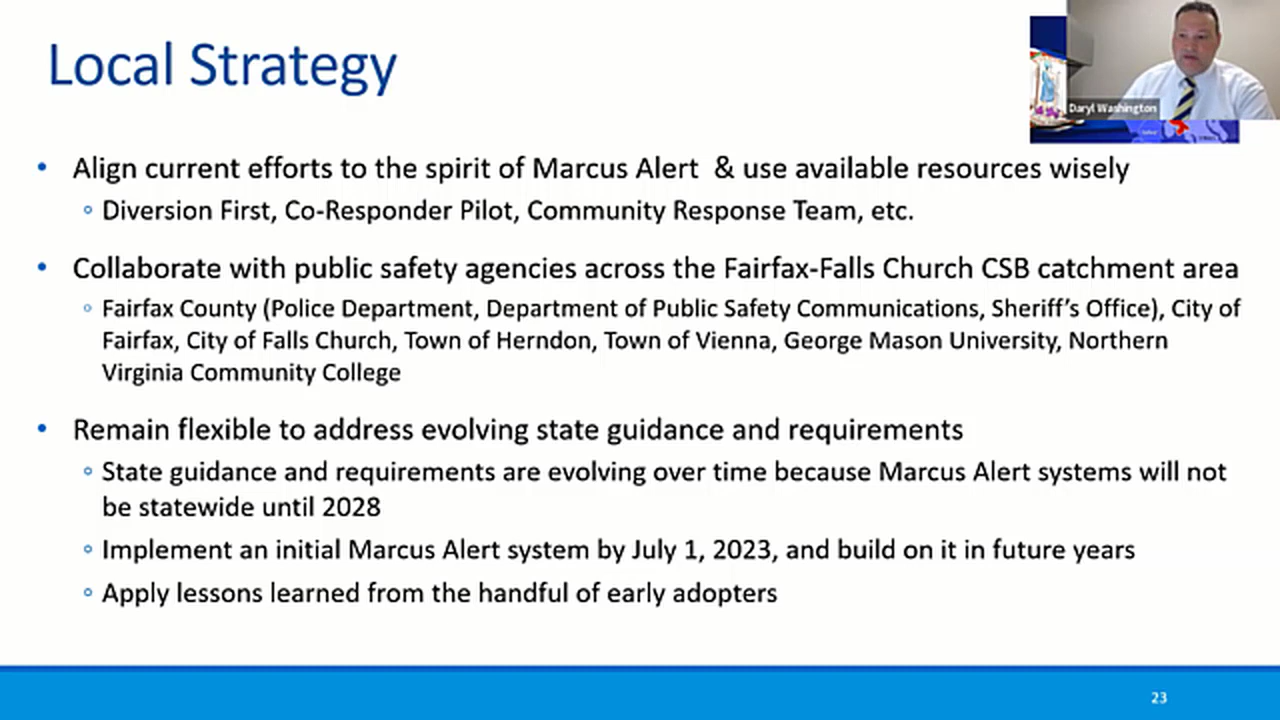 Local Strategy
Daryl Washington
• Align current efforts to the spirit of Marcus Alert & use available resources wisely
◦ Diversion First, Co-Responder Pilot, Community Response Team, etc.
• Collaborate with public safety agencies across the Fairfax-Falls Church CSB catchment area
◦ Fairfax County (Police Department, Department of Public Safety Communications, Sheriff’s Office), City of
Fairfax, City of Falls Church, Town of Herndon, Town of Vienna, George Mason University, Northern
Virginia Community College
• Remain flexible to address evolving state guidance and requirements
◦ State guidance and requirements are evolving over time because Marcus Alert systems will not
be statewide until 2028
◦ Implement an initial Marcus Alert system by July 1, 2023, and build on it in future years
◦ Apply lessons learned from the handful of early adopters
23